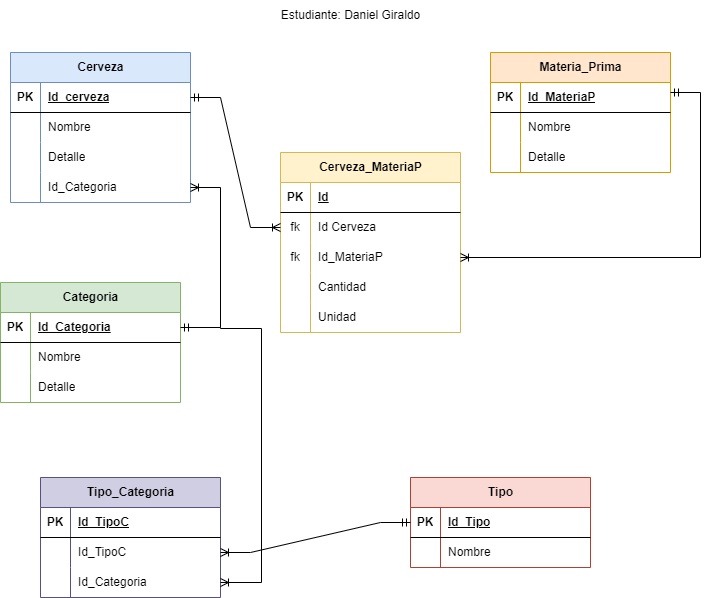 Estudiante: Daniel Giraldo
Cerveza
PK Id_cerveza
Nombre
Detalle
Id_Categoria
Materia_Prima
PK Id_MateriaP
Nombre
Detalle
Cerveza_MateriaP
PK Id
fk Id Cerveza
fk Id_MateriaP
Cantidad
Unidad
Categoria
PK Id_Categoria
Nombre
Detalle
Tipo_Categoria
PK Id_TipoC
Id_TipoC
Id_Categoria
Tipo
PK Id_Tipo
Nombre